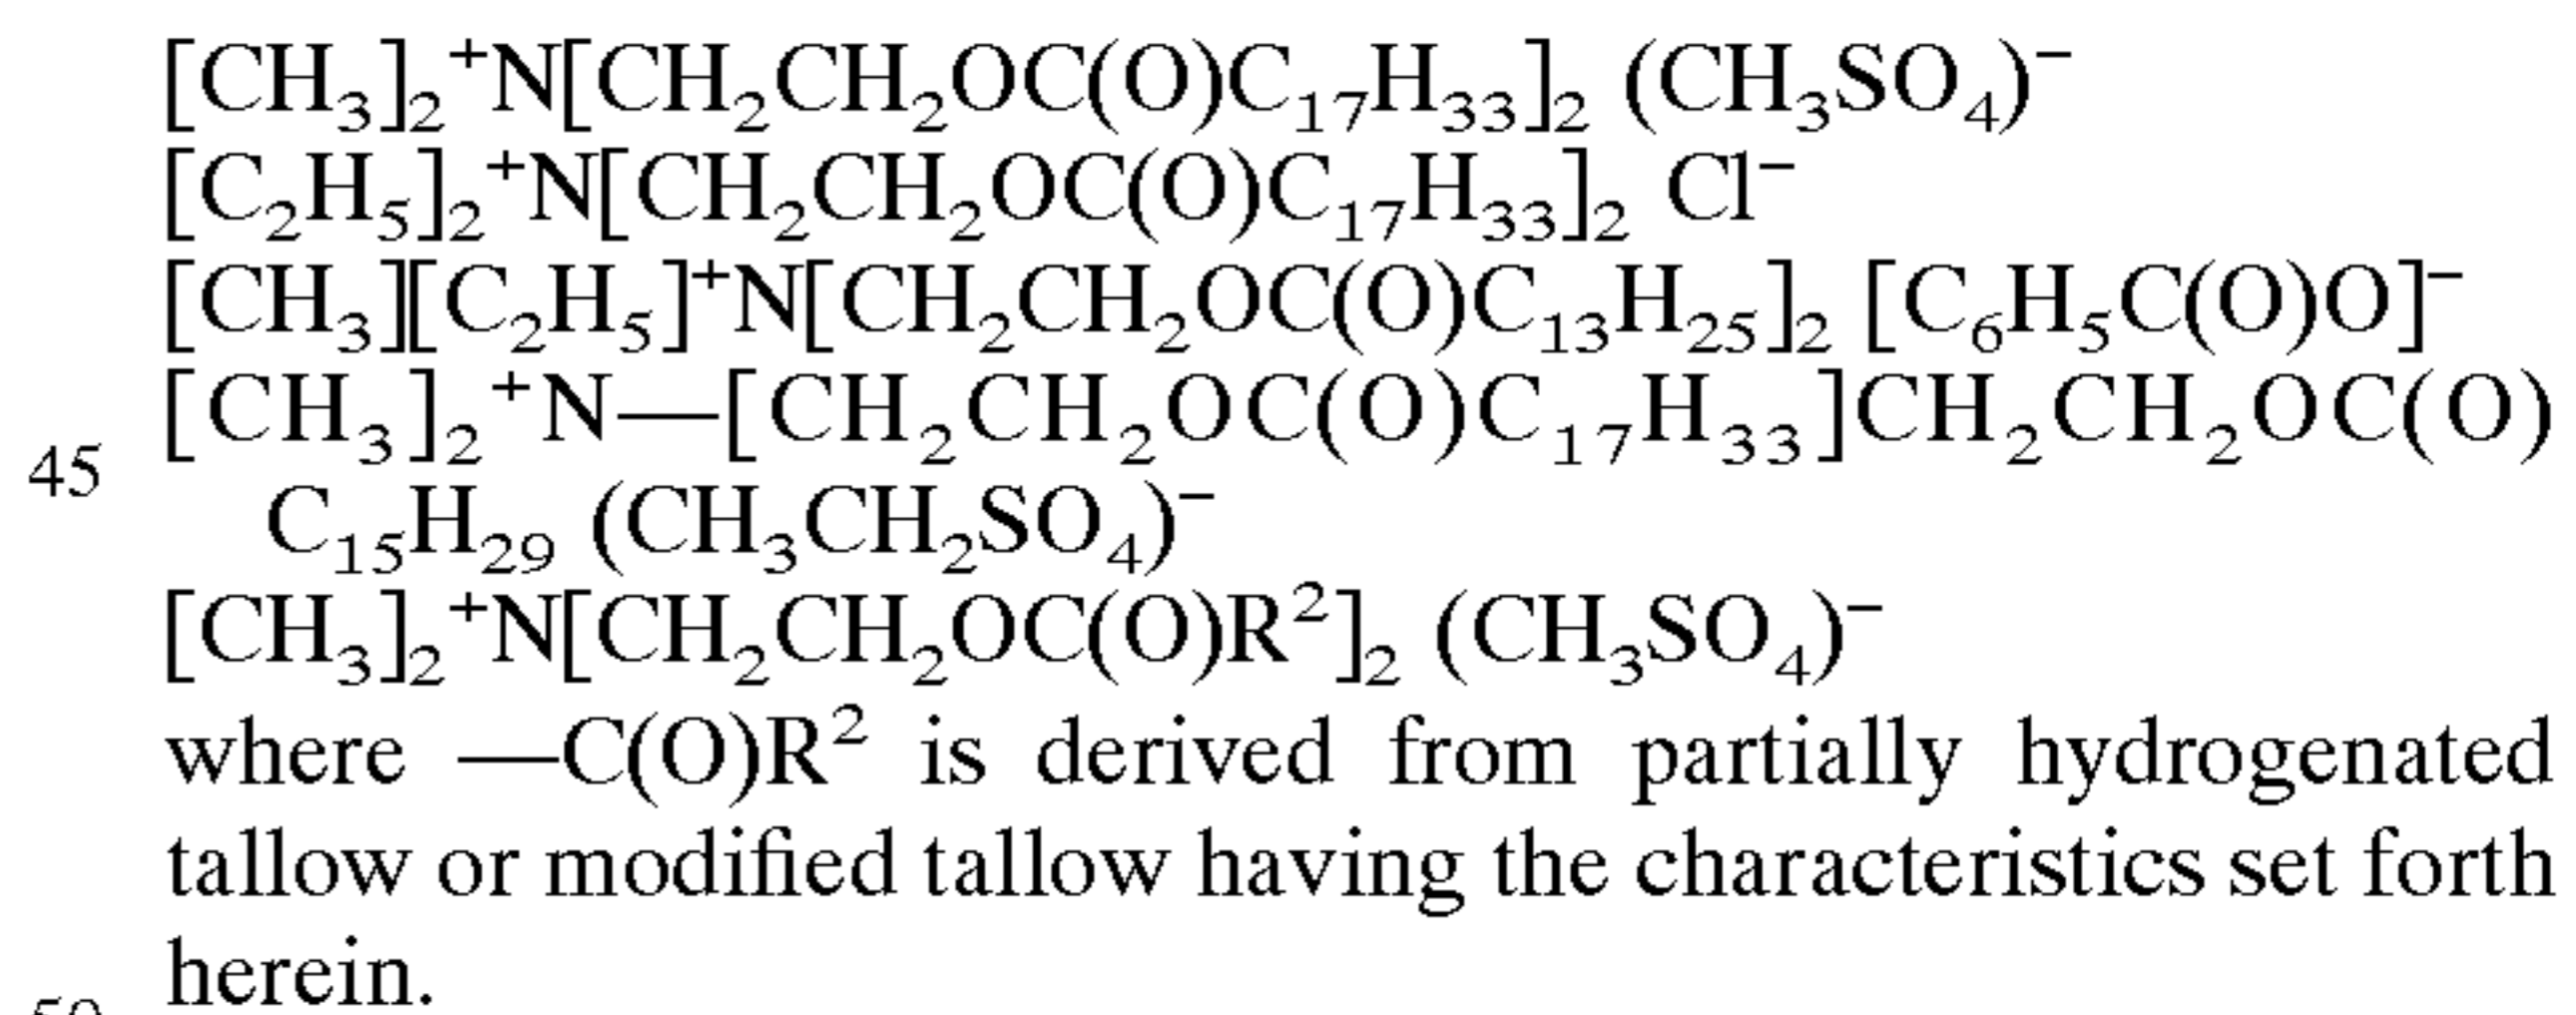 [CH₃]₂⁺N[CH₂CH₂OC(O)C₁₇H₃₃]₂ (CH₃SO₄)⁻
[C₂H₅]₂⁺N[CH₂CH₂OC(O)C₁₇H₃₃]₂ Cl⁻
[CH₃][C₂H₅]⁺N[CH₂CH₂OC(O)C₁₃H₂₅]₂ [C₆H₅C(O)O]⁻
[CH₃]₂⁺N—[CH₂CH₂OC(O)C₁₇H₃₃]CH₂CH₂OC(O)
45 C₁₅H₂₉ (CH₃CH₂SO₄)⁻
[CH₃]₂⁺N[CH₂CH₂OC(O)R²]₂ (CH₃SO₄)⁻
where —C(O)R² is derived from partially hydrogenated
tallow or modified tallow having the characteristics set forth
herein.